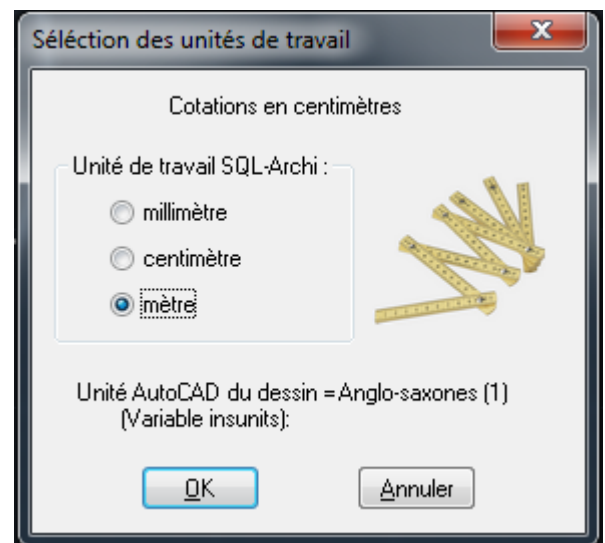 Séléction des unités de travail
Cotations en centimètres
Unité de travail SQL-Archi :
millimètre
centimètre
mètre
Unité AutoCAD du dessin = Anglo-saxones (1)
(Variable insunits):
OK
Annuler